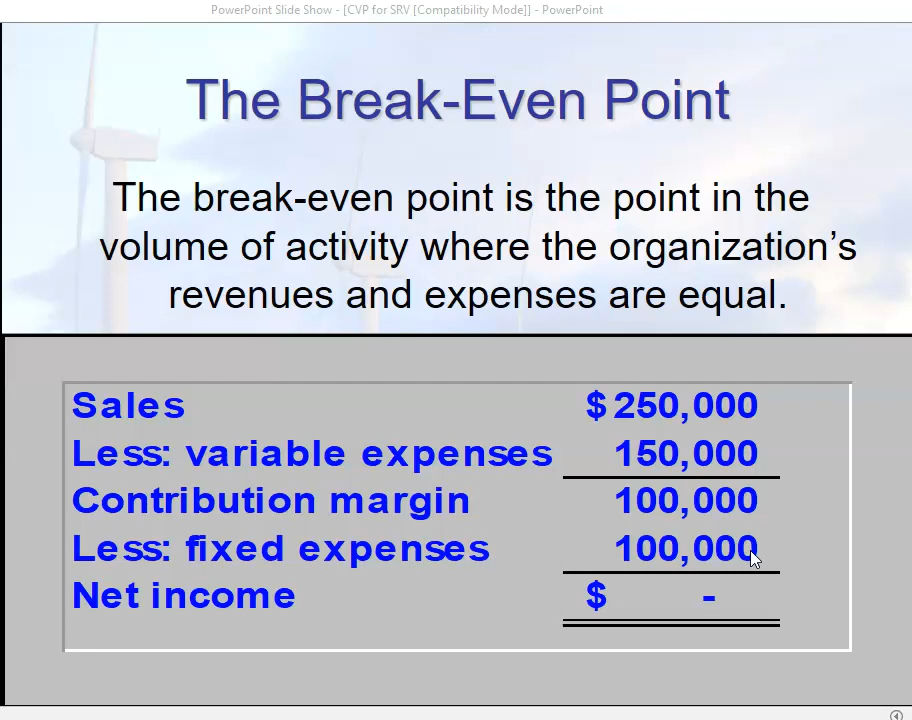 PowerPoint Slide Show - [CVP for SRV [Compatibility Mode]] - PowerPoint
The Break-Even Point
The break-even point is the point in the
volume of activity where the organization’s
revenues and expenses are equal.
Sales $ 250,000
Less: variable expenses 150,000
Contribution margin 100,000
Less: fixed expenses 100,000
Net income $ -